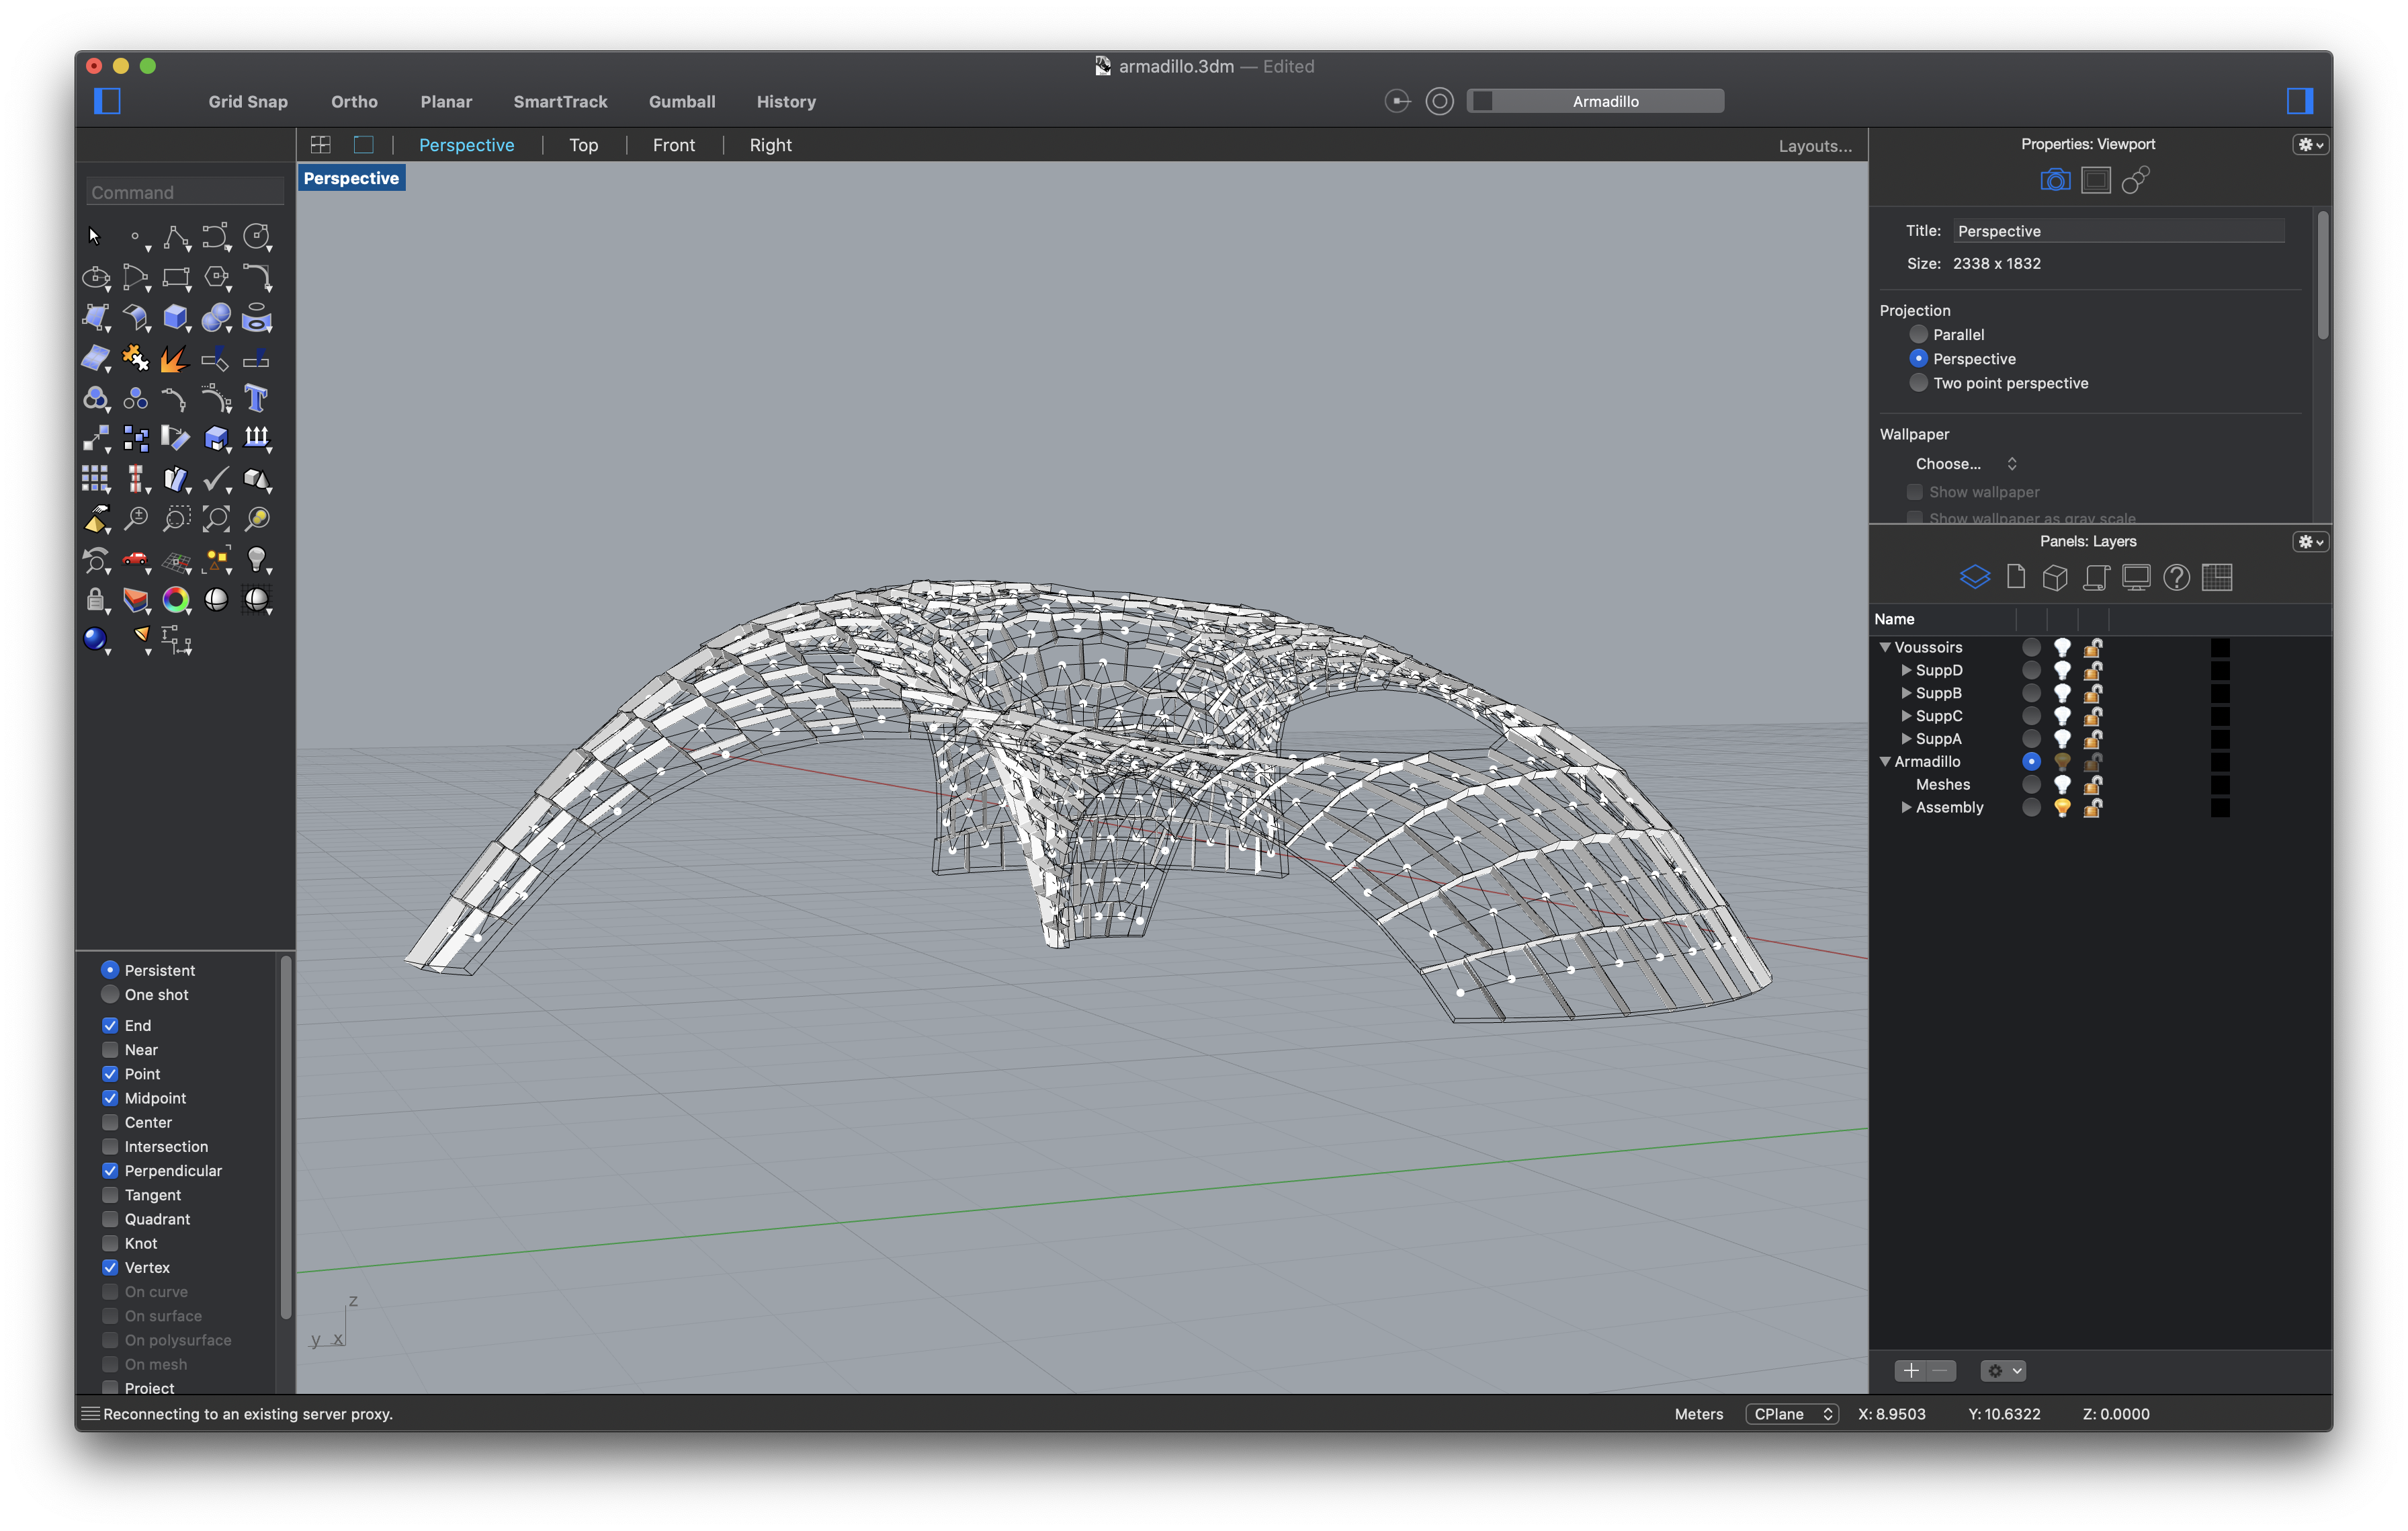 armadillo.3dm — Edited
Grid Snap Ortho Planar SmartTrack Gumball History Armadillo
Perspective Top Front Right Layouts...
Perspective
Command
Persistent
One shot
End
Near
Point
Midpoint
Center
Intersection
Perpendicular
Tangent
Quadrant
Knot
Vertex
On curve
On surface
On polysurface
On mesh
Project
z
y x
Properties: Viewport
Title: Perspective
Size: 2338 x 1832
Projection
Parallel
Perspective
Two point perspective
Wallpaper
Choose...
Show wallpaper
Show wallpaper as gray scale
Panels: Layers
Name
Voussoirs
SuppD
SuppB
SuppC
SuppA
Armadillo
Meshes
Assembly
Reconnecting to an existing server proxy. Meters CPlane X: 8.9503 Y: 10.6322 Z: 0.0000